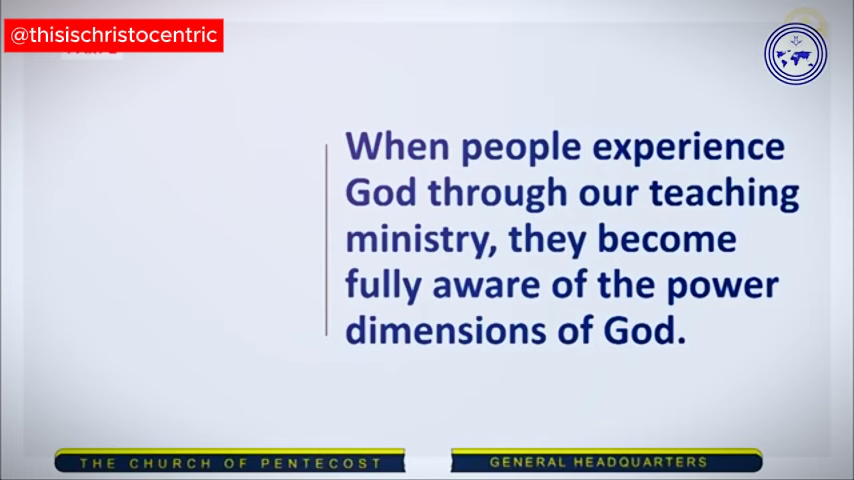 @thisischristocentric
When people experience
God through our teaching
ministry, they become
fully aware of the power
dimensions of God.
THE CHURCH OF PENTECOST
GENERAL HEADQUARTERS